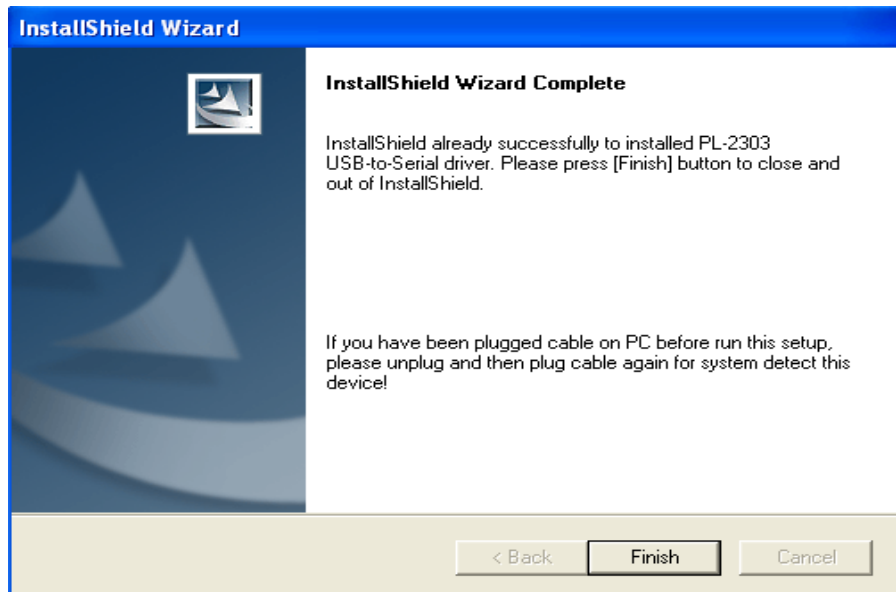 InstallShield Wizard
InstallShield Wizard Complete
InstallShield already successfully to installed PL-2303
USB-to-Serial driver. Please press [Finish] button to close and
out of InstallShield.
If you have been plugged cable on PC before run this setup,
please unplug and then plug cable again for system detect this
device!
< Back
Finish
Cancel